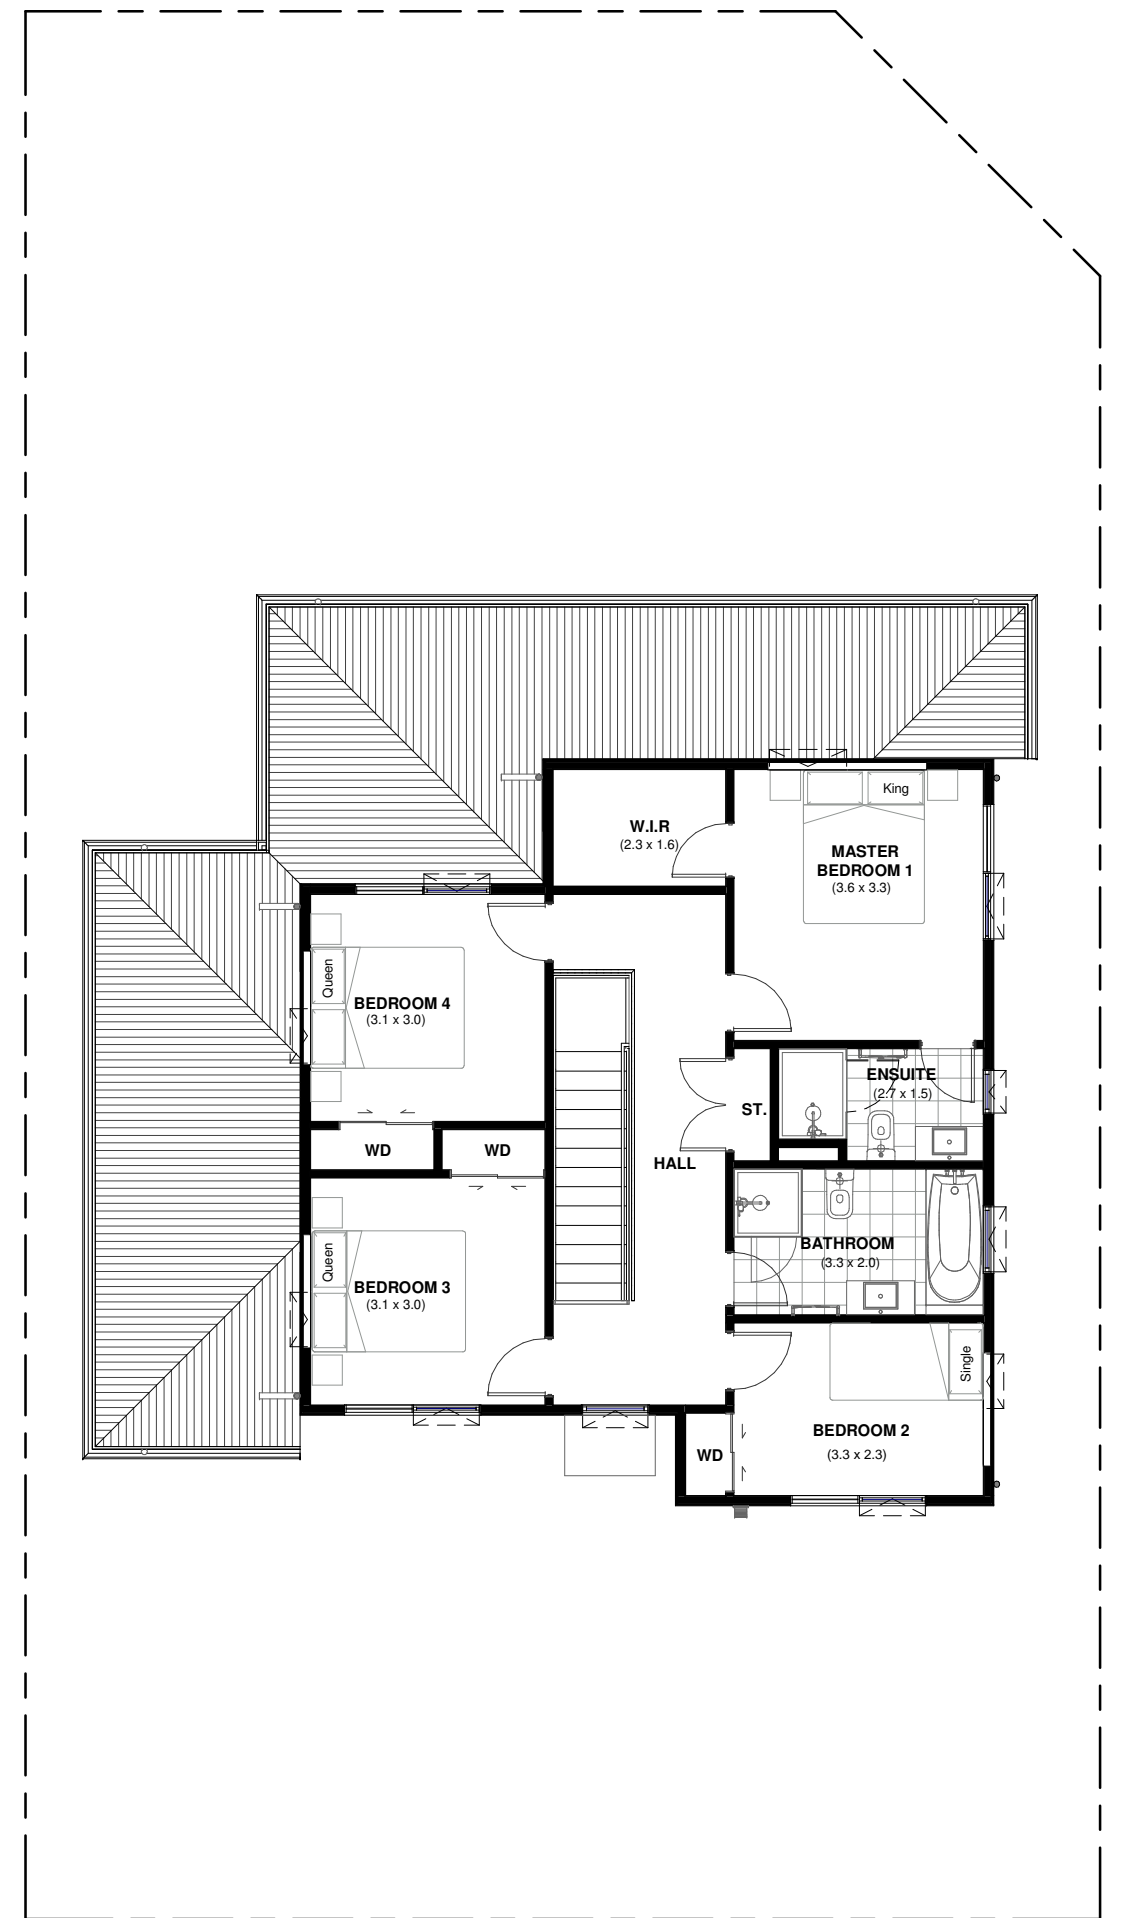 King
W.I.R
(2.3 x 1.6)
MASTER
BEDROOM 1
(3.6 x 3.3)
Queen
BEDROOM 4
(3.1 x 3.0)
ENSUITE
(2.7 x 1.5)
ST.
WD
WD
HALL
BATHROOM
(3.3 x 2.0)
Queen
BEDROOM 3
(3.1 x 3.0)
Single
BEDROOM 2
(3.3 x 2.3)
WD